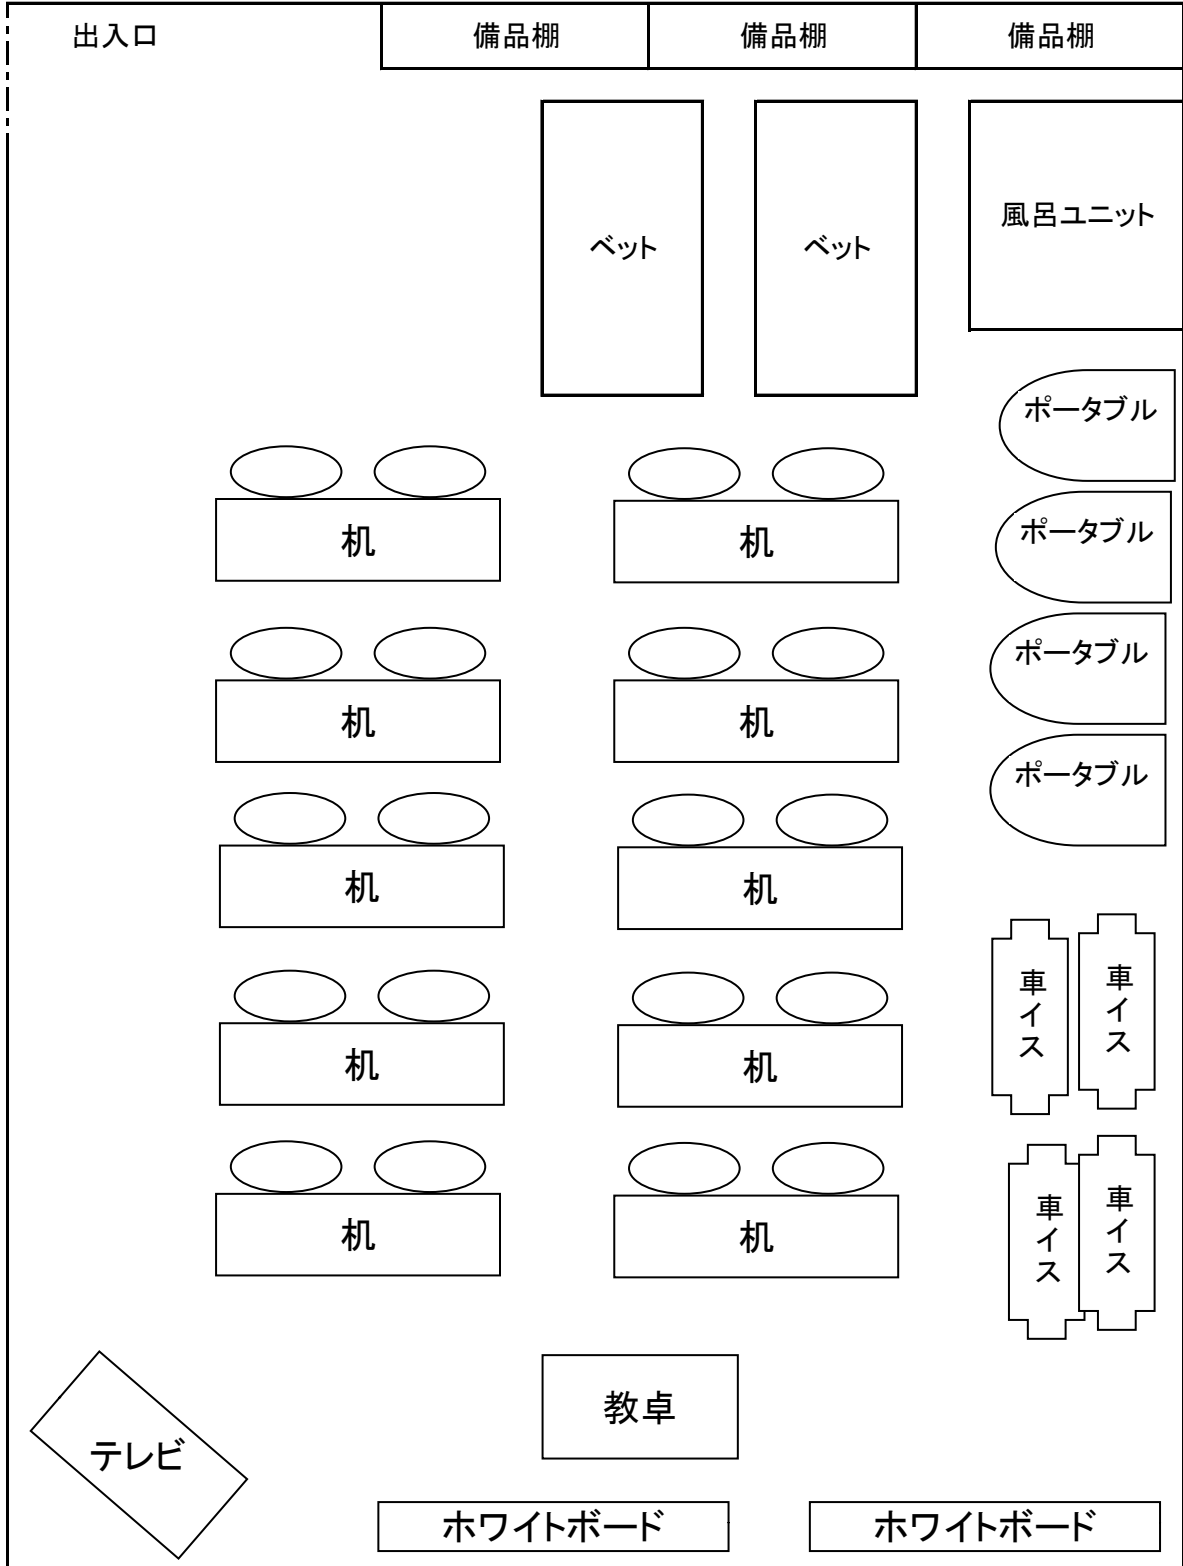 出入口
備品棚
備品棚
備品棚
ベット
ベット
風呂ユニット
ポータブル
ポータブル
ポータブル
ポータブル
机
机
机
机
机
机
机
机
机
机
車イス
車イス
車イス
車イス
教卓
テレビ
ホワイトボード
ホワイトボード